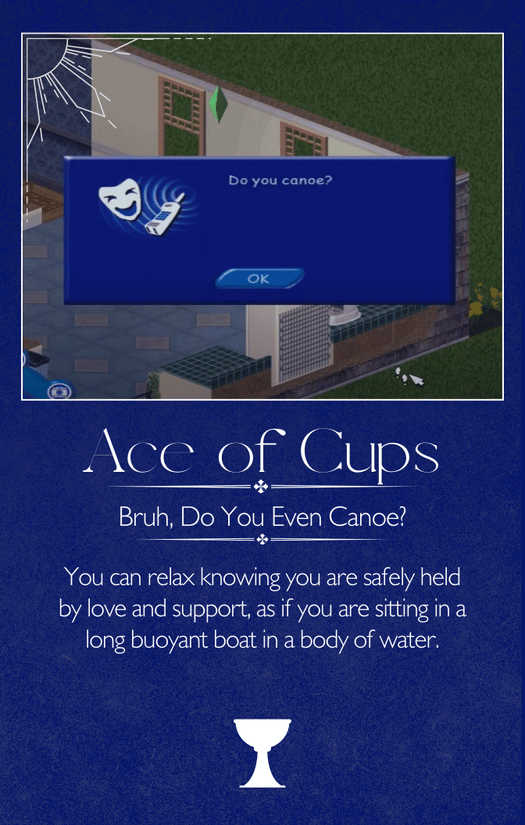 Do you canoe?
OK
Ace of Cups
Bruh, Do You Even Canoe?
You can relax knowing you are safely held
by love and support, as if you are sitting in a
long buoyant boat in a body of water.